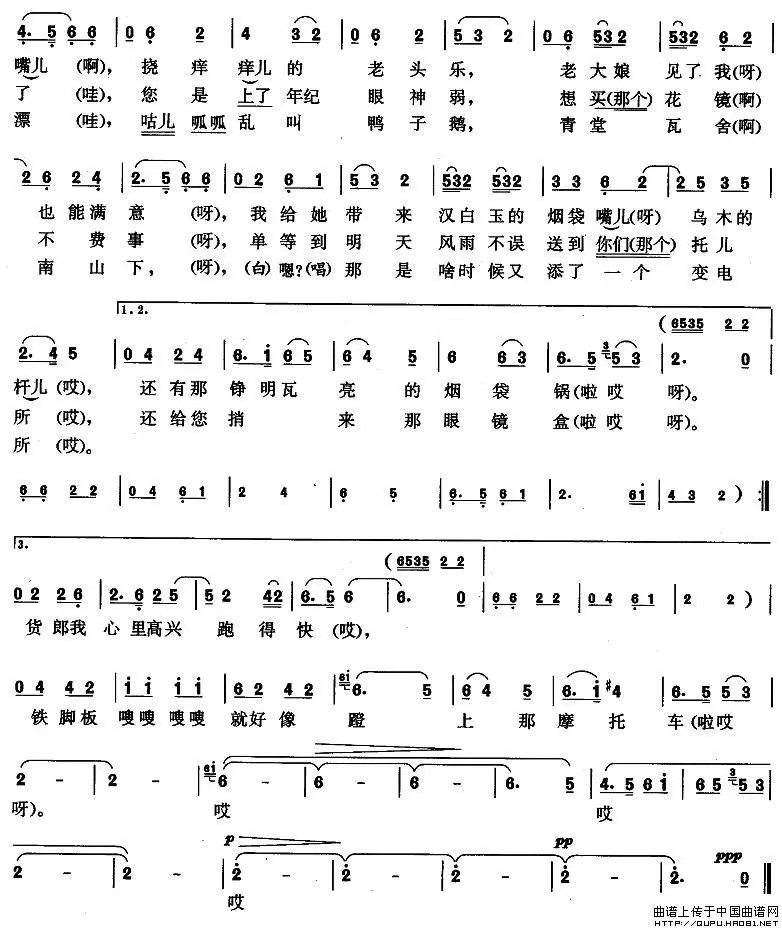 4. 5 6 6 | 0 6 2 | 4 3 2 | 0 6 2 | 5 3 2 | 0 6 532 | 532 6 2 |
嘴儿 (啊), 挠痒 痒儿的 老头乐, 老大娘 见了我(呀)
了 (哇), 您是 上了年纪 眼神弱, 想买(那个)花镜(啊)
漂 (哇), 咕儿呱呱乱叫 鸭子鹅, 青堂瓦舍(啊)
2 6 2 4 | 2. 5 6 6 | 0 2 6 1 | 5 3 2 | 532 532 | 3 3 6 2 | 2 5 3 5 |
也能满意 (呀), 我给她带来 汉白玉的 烟袋嘴儿(呀) 乌木的
不费事 (呀), 单等到明天 风雨不误 送到你们(那个)托儿
南山下, (呀), (白)嗯?(唱)那是啥时候又添了一个变电
1.2.
(6535 2 2
2. 4 5 | 0 4 2 4 | 6. i 6 5 | 6 4 5 | 6 6 3 | 6. 5 3 5 3 | 2. 0 |
杆儿 (哎), 还有那 铮明瓦亮的烟袋锅(啦哎呀)。
所 (哎), 还给您捎来那眼镜盒(啦哎呀)。
所 (哎)。
6 6 2 2 | 0 4 6 1 | 2 4 | 6 5 | 6. 5 6 1 | 2. 6i | 4 3 2 ) :‖
3.
(6535 2 2
0 2 2 6 | 2. 6 2 5 | 5 2 42 | 6. 5 6 | 6. 0 | 6 6 2 2 | 0 4 6 1 | 2 2 )
货郎我心里高兴跑得快(哎),
0 4 4 2 | i i i i | 6 2 4 2 | 6i 6. 5 | 6 4 5 | 6. i #4 | 6. 5 5 3 |
铁脚板 嗖嗖嗖嗖 就好像蹬上那摩托车(啦哎
2 - | 2 - | 6i 6 - | 6 - | 6 - | 6. 5 | 4. 5 6 i | 6 5 3 5 3 |
呀)。 哎 哎
p pp ppp
2 - | 2 - | 2 - | 2 - | 2 - | 2 - | 2. 0 ‖
哎
曲谱上传于中国曲谱网
HTTP://QUPU.HAO81.NET